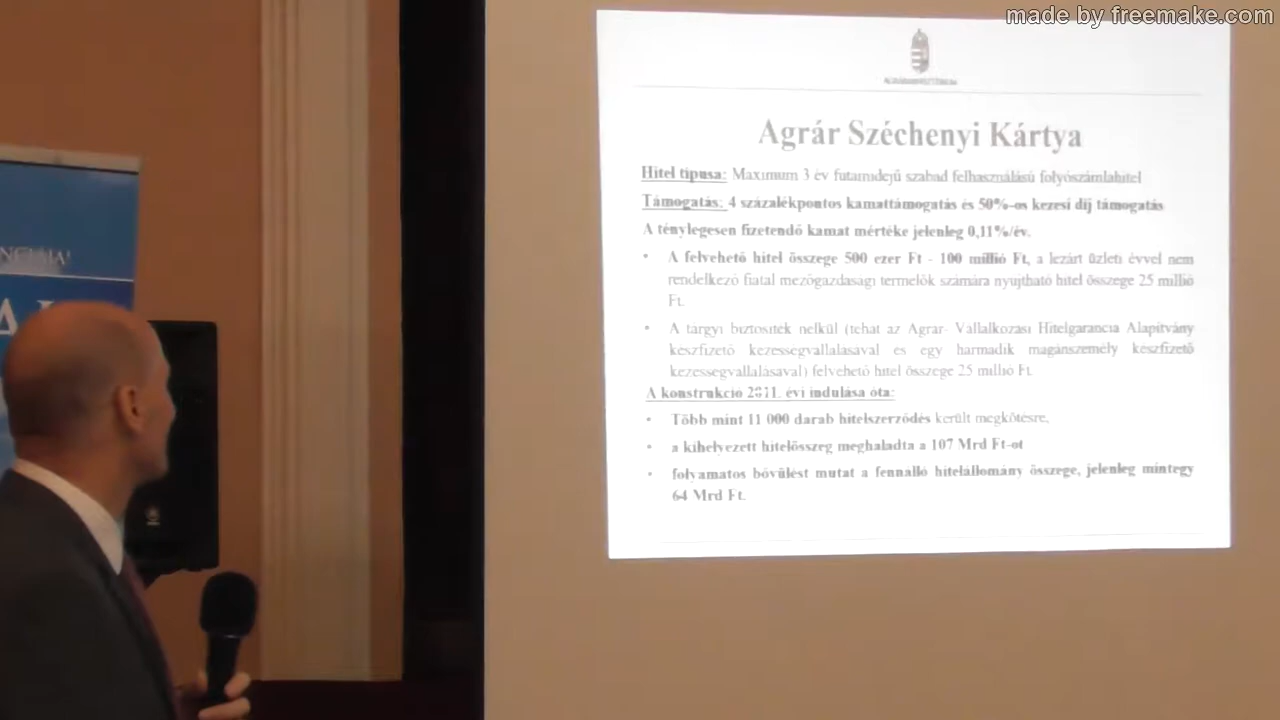 made by freemake.com
NCIÁJA!
AGRÁRMINISZTÉRIUM
Agrár Széchenyi Kártya
Hitel típusa: Maximum 3 év futamidejű szabad felhasználású folyószámlahitel
Támogatás: 4 százalékpontos kamattámogatás és 50%-os kezesi díj támogatás
A ténylegesen fizetendő kamat mértéke jelenleg 0,11%/év.
• A felvehető hitel összege 500 ezer Ft - 100 millió Ft, a lezárt üzleti évvel nem
rendelkező fiatal mezőgazdasági termelők számára nyújtható hitel összege 25 millió
Ft.
• A tárgyi biztosíték nélkül (tehát az Agrár- Vállalkozási Hitelgarancia Alapítvány
készfizető kezességvállalásával és egy harmadik magánszemély készfizető
kezességvállalásával) felvehető hitel összege 25 millió Ft
A konstrukció 2011. évi indulása óta:
• Több mint 11 000 darab hitelszerződés került megkötésre,
• a kihelyezett hitelösszeg meghaladta a 107 Mrd Ft-ot
• folyamatos bővülést mutat a fennálló hitelállomány összege, jelenleg mintegy
64 Mrd Ft.